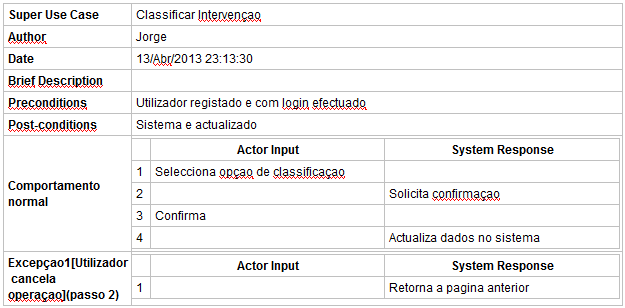 Super Use Case Classificar Intervençao
Author Jorge
Date 13/Abr/2013 23:13:30
Brief Description
Preconditions Utilizador registado e com login efectuado
Post-conditions Sistema e actualizado
Comportamento normal
Actor Input System Response
1 Selecciona opçao de classificaçao
2 Solicita confirmaçao
3 Confirma
4 Actualiza dados no sistema
Excepçao1[Utilizador
cancela
operaçao](passo 2)
Actor Input System Response
1 Retorna a pagina anterior